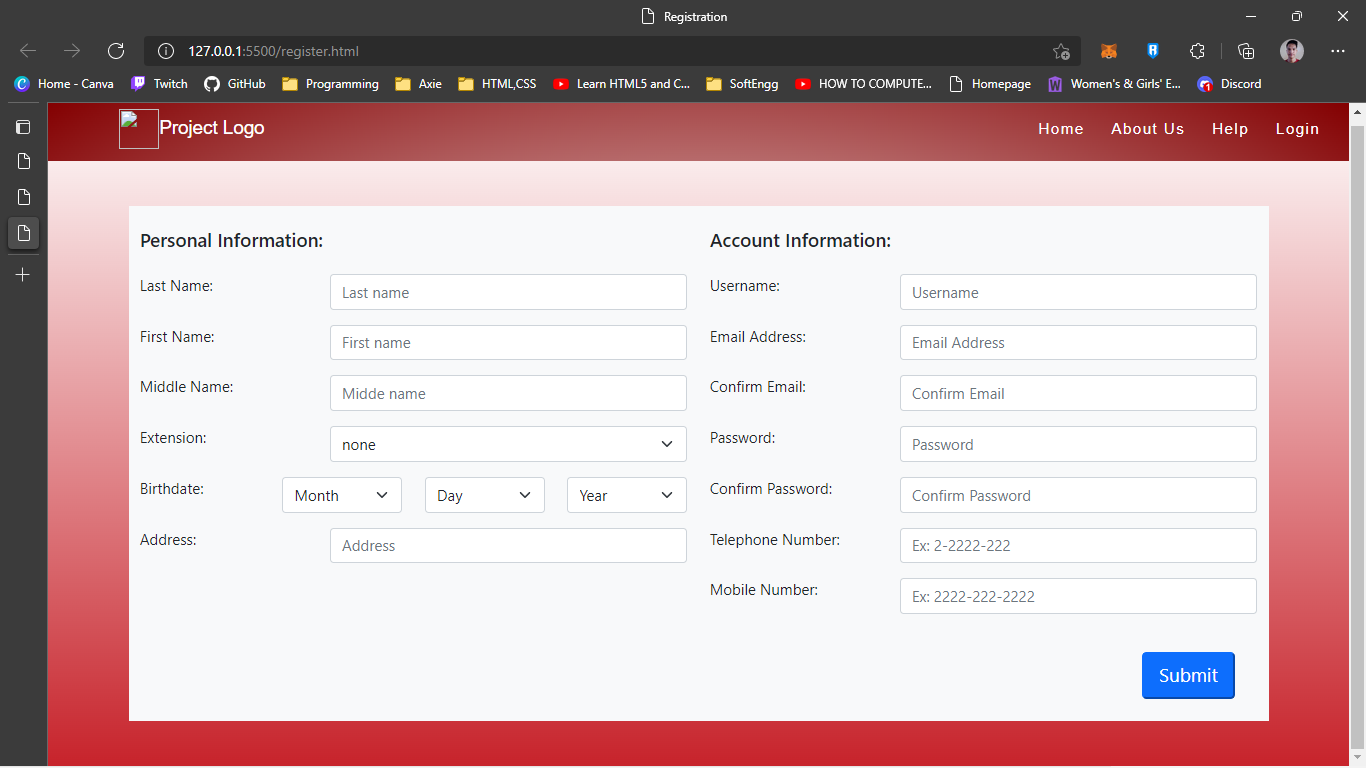 Registration
127.0.0.1:5500/register.html
Home - Canva Twitch GitHub Programming Axie HTML,CSS Learn HTML5 and C... SoftEngg HOW TO COMPUTE... Homepage Women's & Girls' E... Discord
Project Logo Home About Us Help Login
Personal Information:
Last Name: Last name
First Name: First name
Middle Name: Midde name
Extension: none
Birthdate: Month Day Year
Address: Address
Account Information:
Username: Username
Email Address: Email Address
Confirm Email: Confirm Email
Password: Password
Confirm Password: Confirm Password
Telephone Number: Ex: 2-2222-222
Mobile Number: Ex: 2222-222-2222
Submit